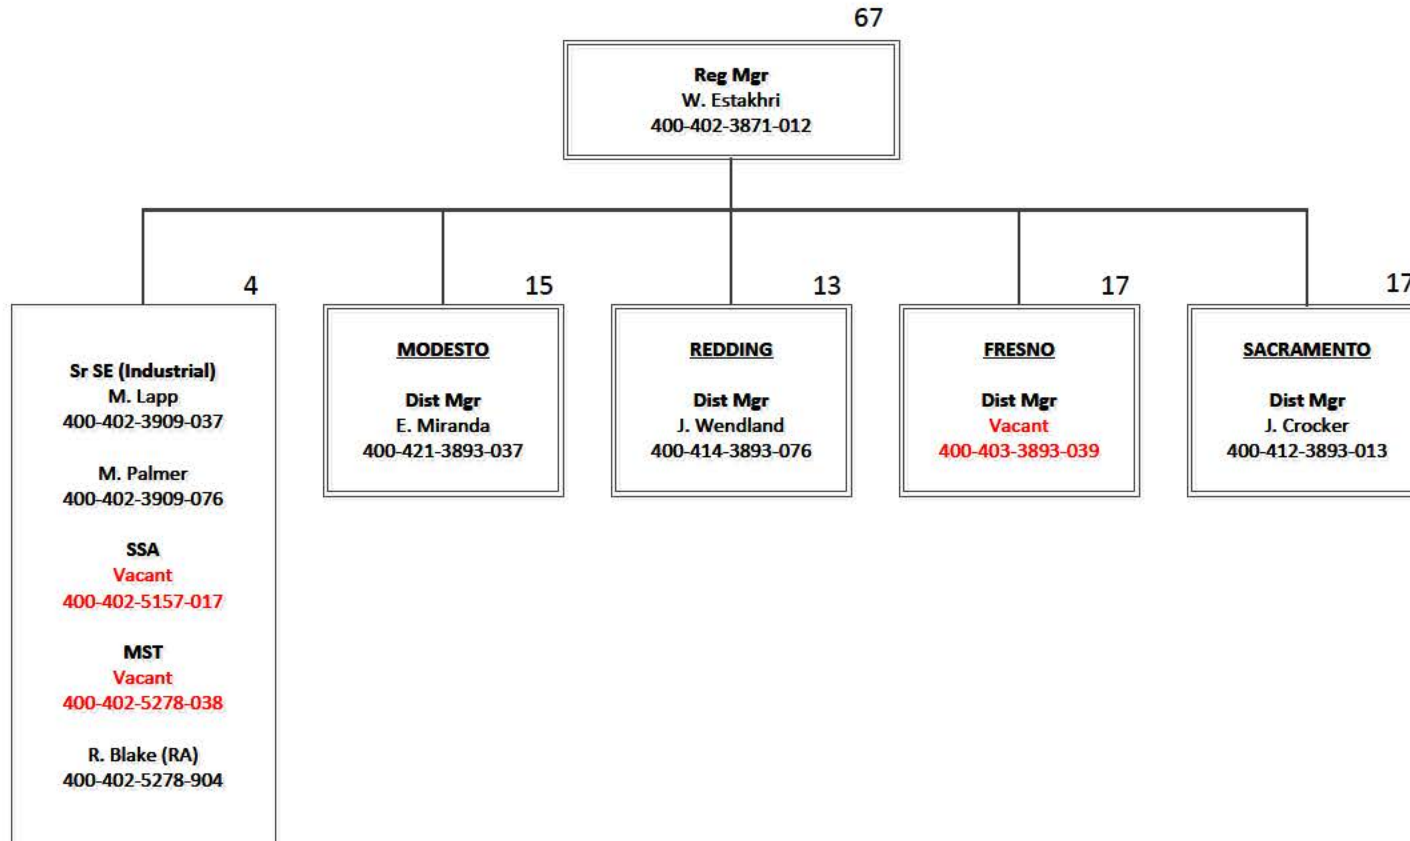 67
Reg Mgr
W. Estakhri
400-402-3871-012
4
Sr SE (Industrial)
M. Lapp
400-402-3909-037
M. Palmer
400-402-3909-076
SSA
Vacant
400-402-5157-017
MST
Vacant
400-402-5278-038
R. Blake (RA)
400-402-5278-904
15
MODESTO
Dist Mgr
E. Miranda
400-421-3893-037
13
REDDING
Dist Mgr
J. Wendland
400-414-3893-076
17
FRESNO
Dist Mgr
Vacant
400-403-3893-039
17
SACRAMENTO
Dist Mgr
J. Crocker
400-412-3893-013